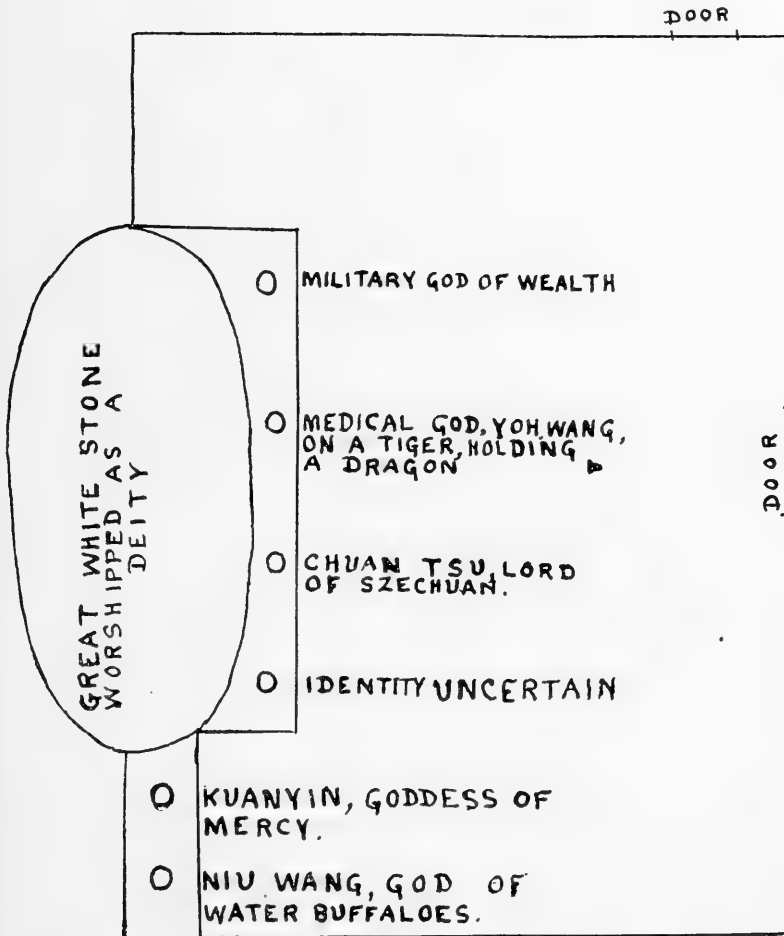 DOOR
MILITARY GOD OF WEALTH
MEDICAL GOD, YOH WANG,
ON A TIGER, HOLDING
A DRAGON
DOOR
GREAT WHITE STONE
WORSHIPPED AS A
DEITY
CHUAN TSU, LORD
OF SZECHUAN.
IDENTITY UNCERTAIN
KUANYIN, GODDESS OF
MERCY.
NIU WANG, GOD OF
WATER BUFFALOES.